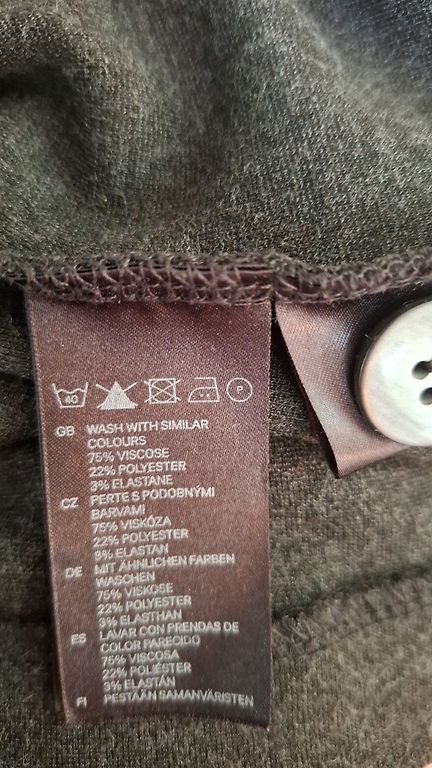 40
P
GB WASH WITH SIMILAR
COLOURS
75% VISCOSE
22% POLYESTER
3% ELASTANE
CZ PERTE S PODOBNÝMI
BARVAMI
75% VISKÓZA
22% POLYESTER
3% ELASTAN
DE MIT ÄHNLICHEN FARBEN
WASCHEN
75% VISKOSE
22% POLYESTER
3% ELASTHAN
ES LAVAR CON PRENDAS DE
COLOR PARECIDO
75% VISCOSA
22% POLIÉSTER
3% ELASTÁN
FI PESTÄÄN SAMANVÄRISTEN